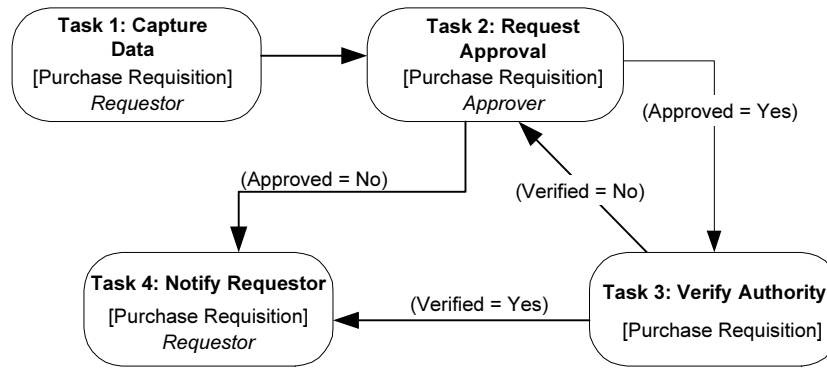 Task 1: Capture
Data
[Purchase Requisition]
Requestor
Task 2: Request
Approval
[Purchase Requisition]
Approver
(Approved = Yes)
(Approved = No)
(Verified = No)
Task 4: Notify Requestor
[Purchase Requisition]
Requestor
(Verified = Yes)
Task 3: Verify Authority
[Purchase Requisition]